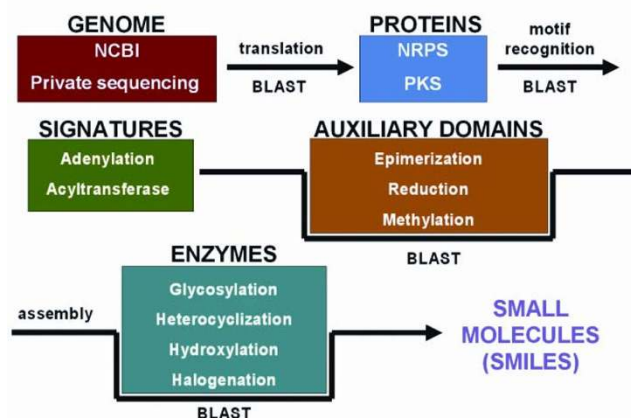 GENOME
NCBI
Private sequencing
translation
BLAST
PROTEINS
NRPS
PKS
motif
recognition
BLAST
SIGNATURES
Adenylation
Acyltransferase
AUXILIARY DOMAINS
Epimerization
Reduction
Methylation
BLAST
assembly
ENZYMES
Glycosylation
Heterocyclization
Hydroxylation
Halogenation
BLAST
SMALL
MOLECULES
(SMILES)